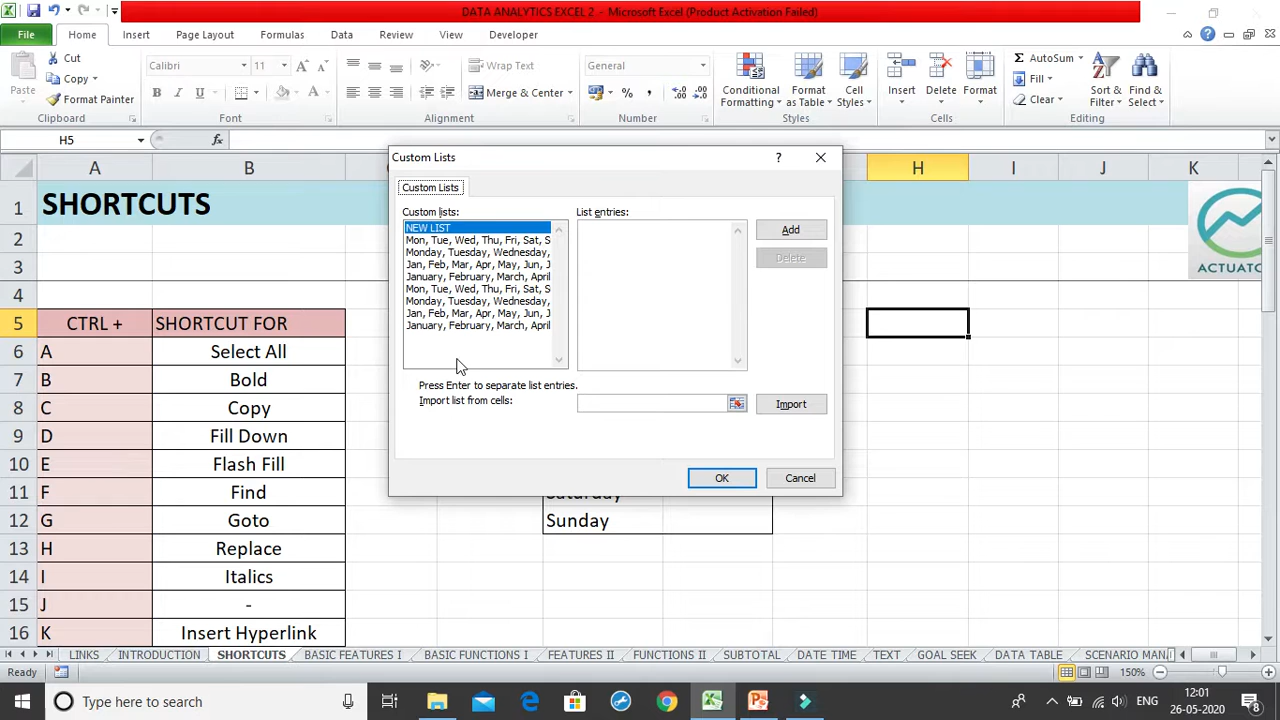 DATA ANALYTICS EXCEL 2 - Microsoft Excel (Product Activation Failed)
File Home Insert Page Layout Formulas Data Review View Developer
Cut
Copy
Format Painter
Paste
Clipboard
Calibri 11
B I U
Font
Wrap Text
Merge & Center
Alignment
General
%
Number
Conditional Formatting
Format as Table
Cell Styles
Styles
Insert Delete Format
Cells
AutoSum
Fill
Clear
Sort & Filter
Find & Select
Editing
H5 fx
A B H I J K
1 SHORTCUTS
ACTUATO
2
3
4
5 CTRL + SHORTCUT FOR
6 A Select All
7 B Bold
8 C Copy
9 D Fill Down
10 E Flash Fill
11 F Find
12 G Goto Sunday
13 H Replace
14 I Italics
15 J -
16 K Insert Hyperlink
Custom Lists ?
Custom Lists
Custom lists:
NEW LIST
Mon, Tue, Wed, Thu, Fri, Sat, S
Monday, Tuesday, Wednesday,
Jan, Feb, Mar, Apr, May, Jun, J
January, February, March, April
Mon, Tue, Wed, Thu, Fri, Sat, S
Monday, Tuesday, Wednesday,
Jan, Feb, Mar, Apr, May, Jun, J
January, February, March, April
List entries:
Add
Delete
Press Enter to separate list entries.
Import list from cells:
Import
OK Cancel
Saturday
LINKS INTRODUCTION SHORTCUTS BASIC FEATURES I BASIC FUNCTIONS I FEATURES II FUNCTIONS II SUBTOTAL DATE TIME TEXT GOAL SEEK DATA TABLE SCENARIO MAN
Ready 150%
Type here to search
ENG
12:01
26-05-2020
8